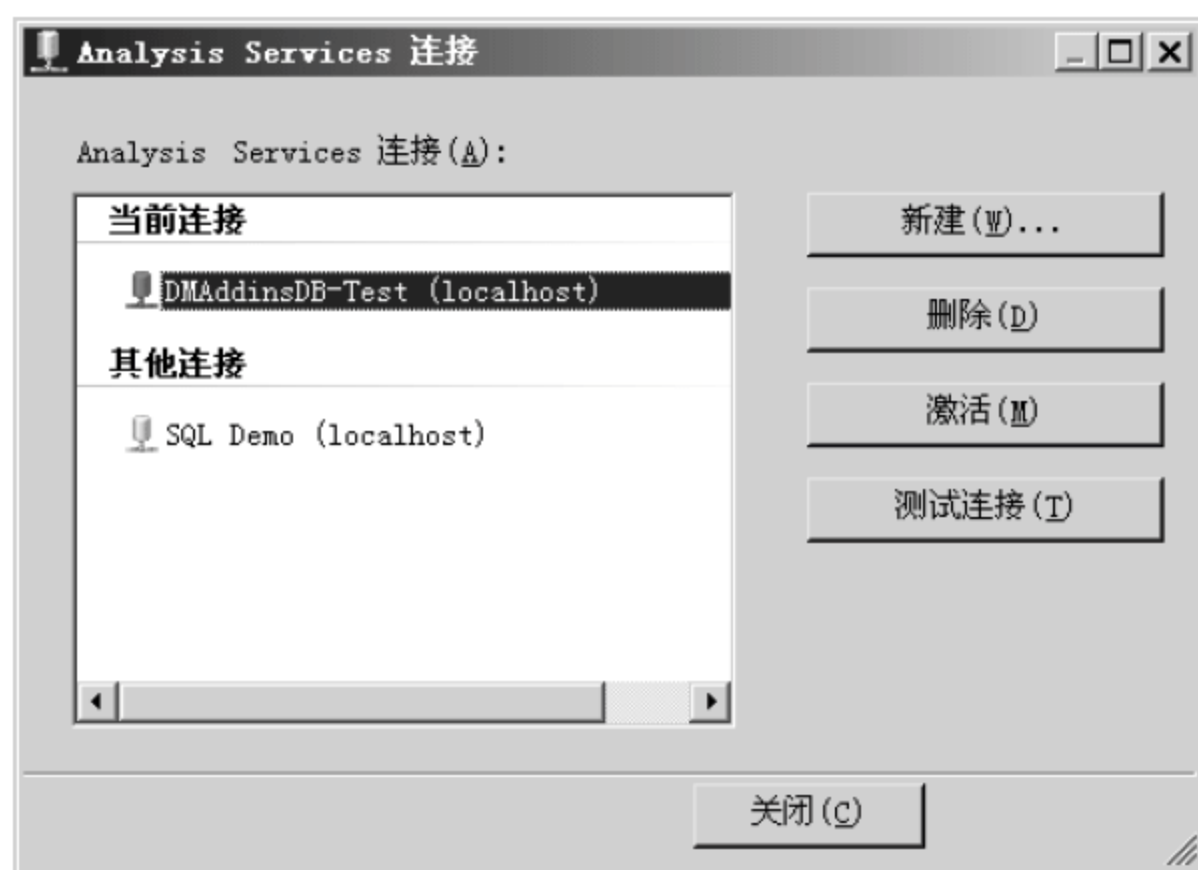 Analysis Services 连接
Analysis Services 连接(A):
当前连接
DMAddinsDB-Test (localhost)
其他连接
SQL Demo (localhost)
新建(W)...
删除(D)
激活(M)
测试连接(T)
关闭(C)